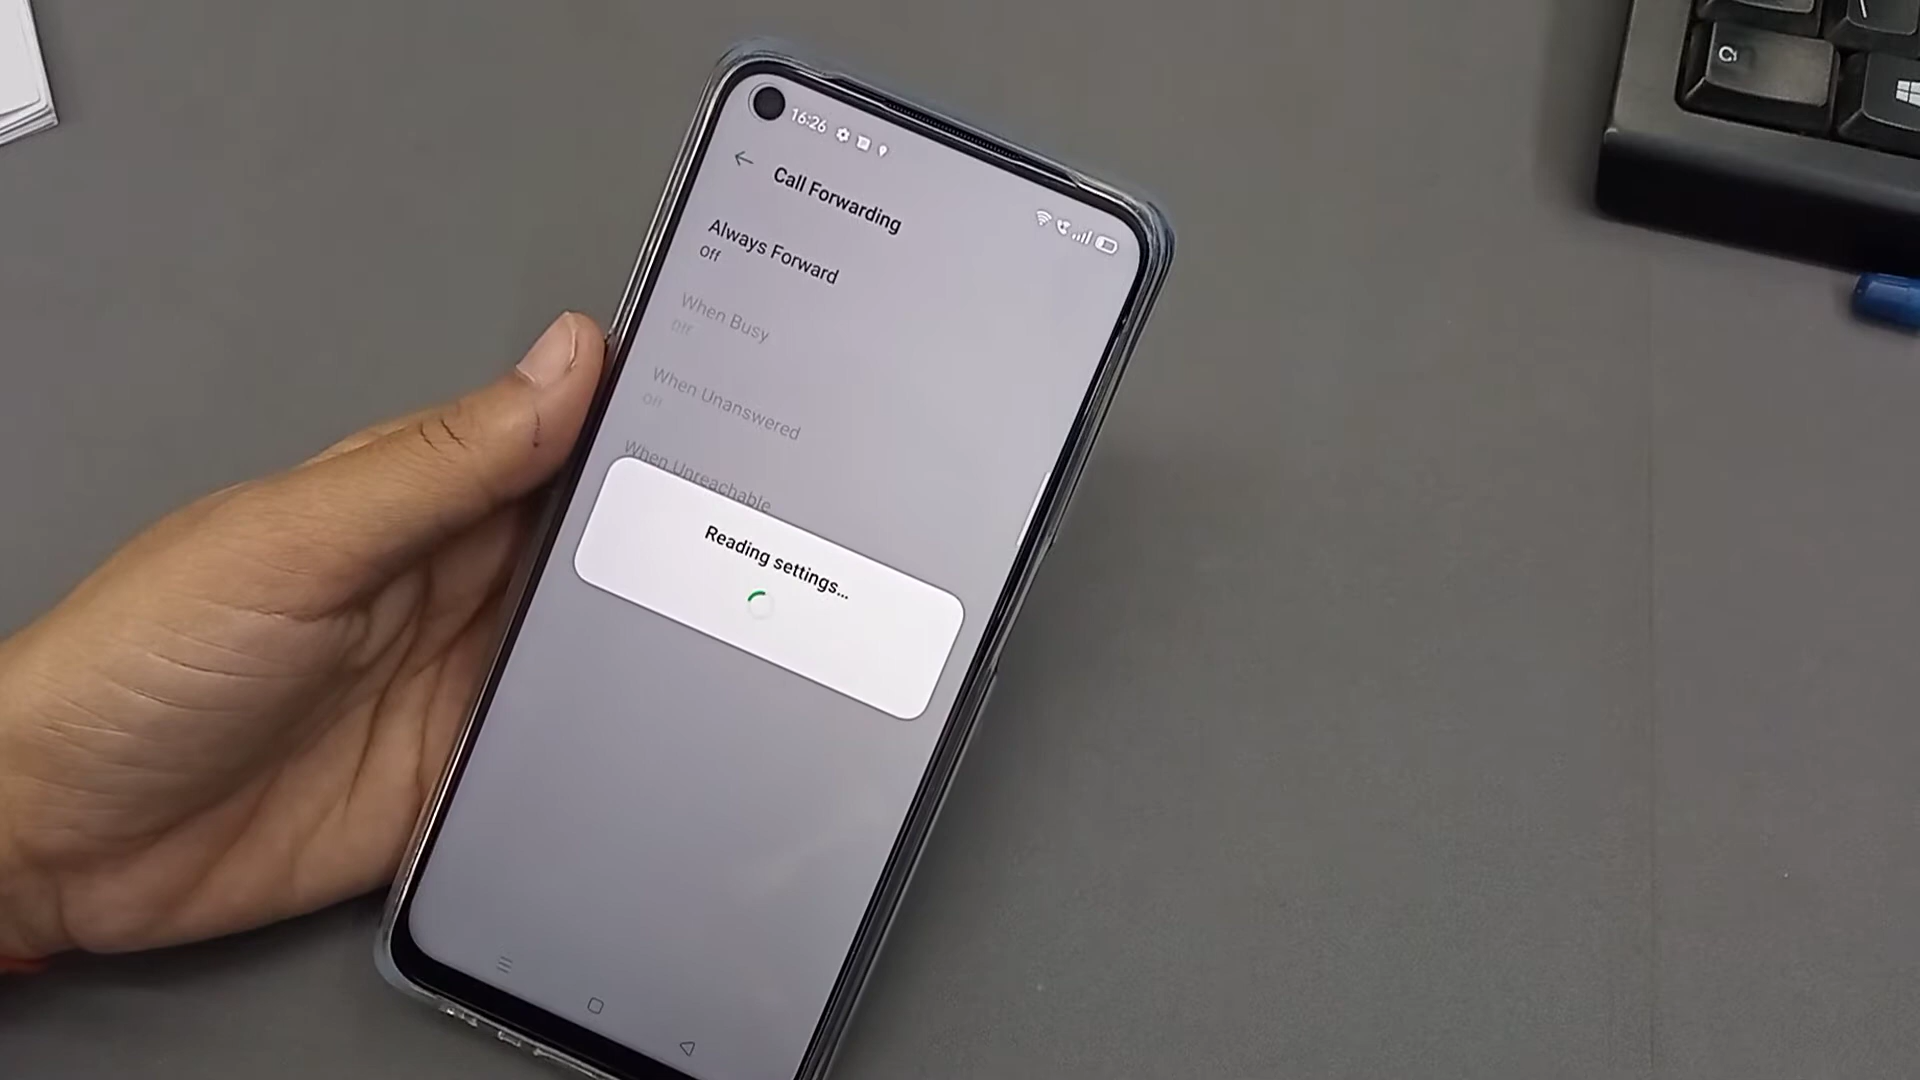 16:26
Call Forwarding
Always Forward
Off
When Busy
Off
When Unanswered
Off
When Unreachable
Reading settings...